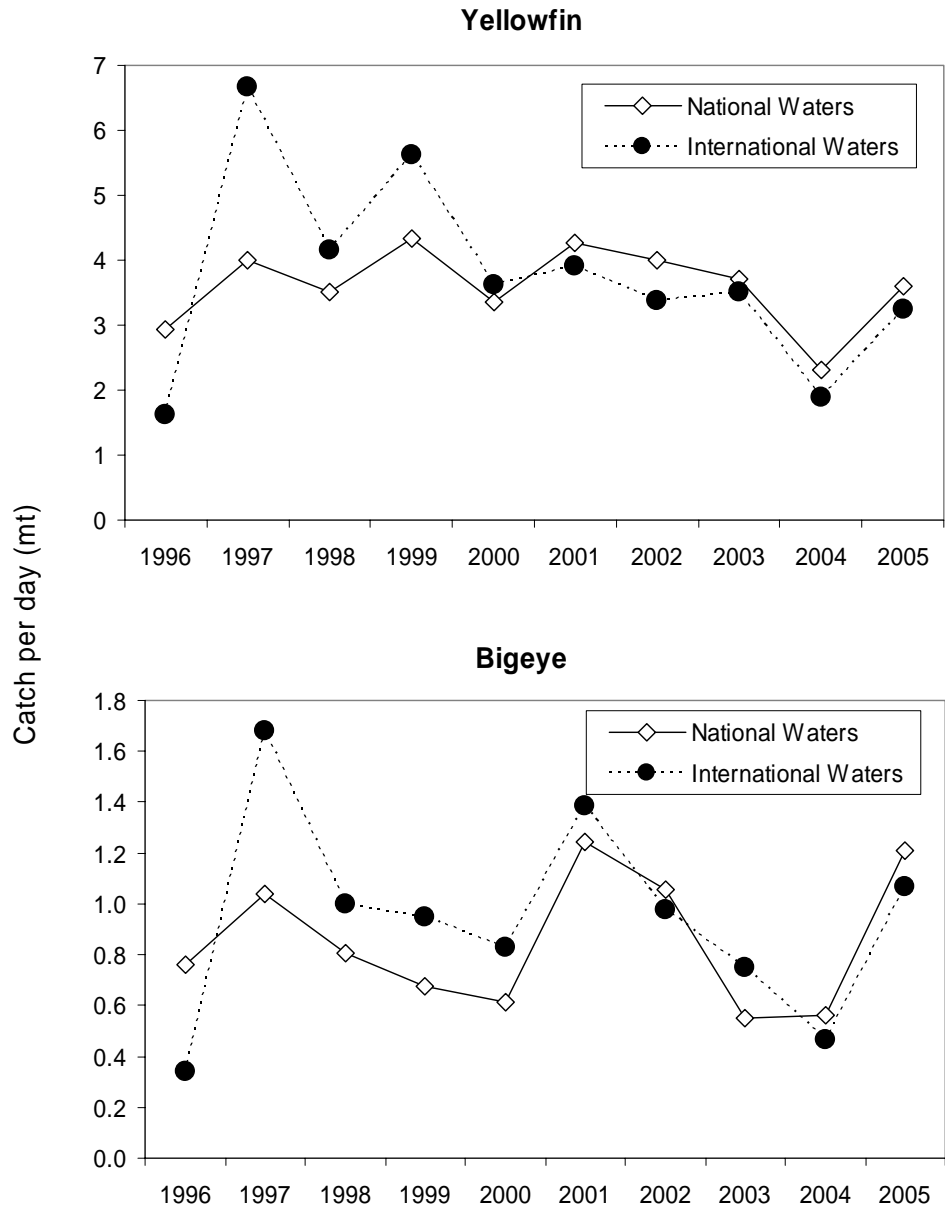 Yellowfin
7
6
5
4
3
2
1
0
National Waters
International Waters
1996 1997 1998 1999 2000 2001 2002 2003 2004 2005
Catch per day (mt)
Bigeye
1.8
1.6
1.4
1.2
1.0
0.8
0.6
0.4
0.2
0.0
National Waters
International Waters
1996 1997 1998 1999 2000 2001 2002 2003 2004 2005